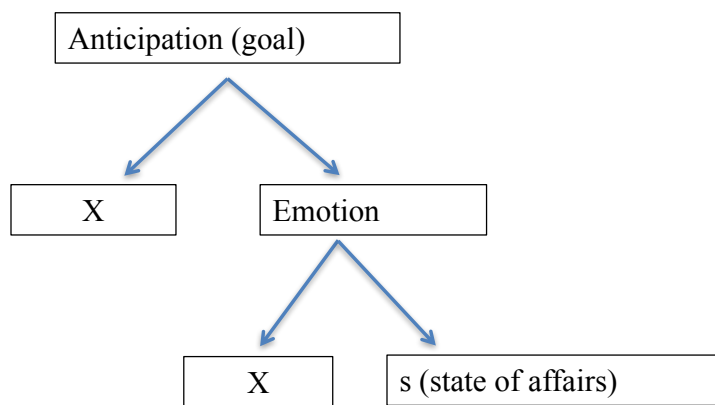 Anticipation (goal)
X
Emotion
X
s (state of affairs)